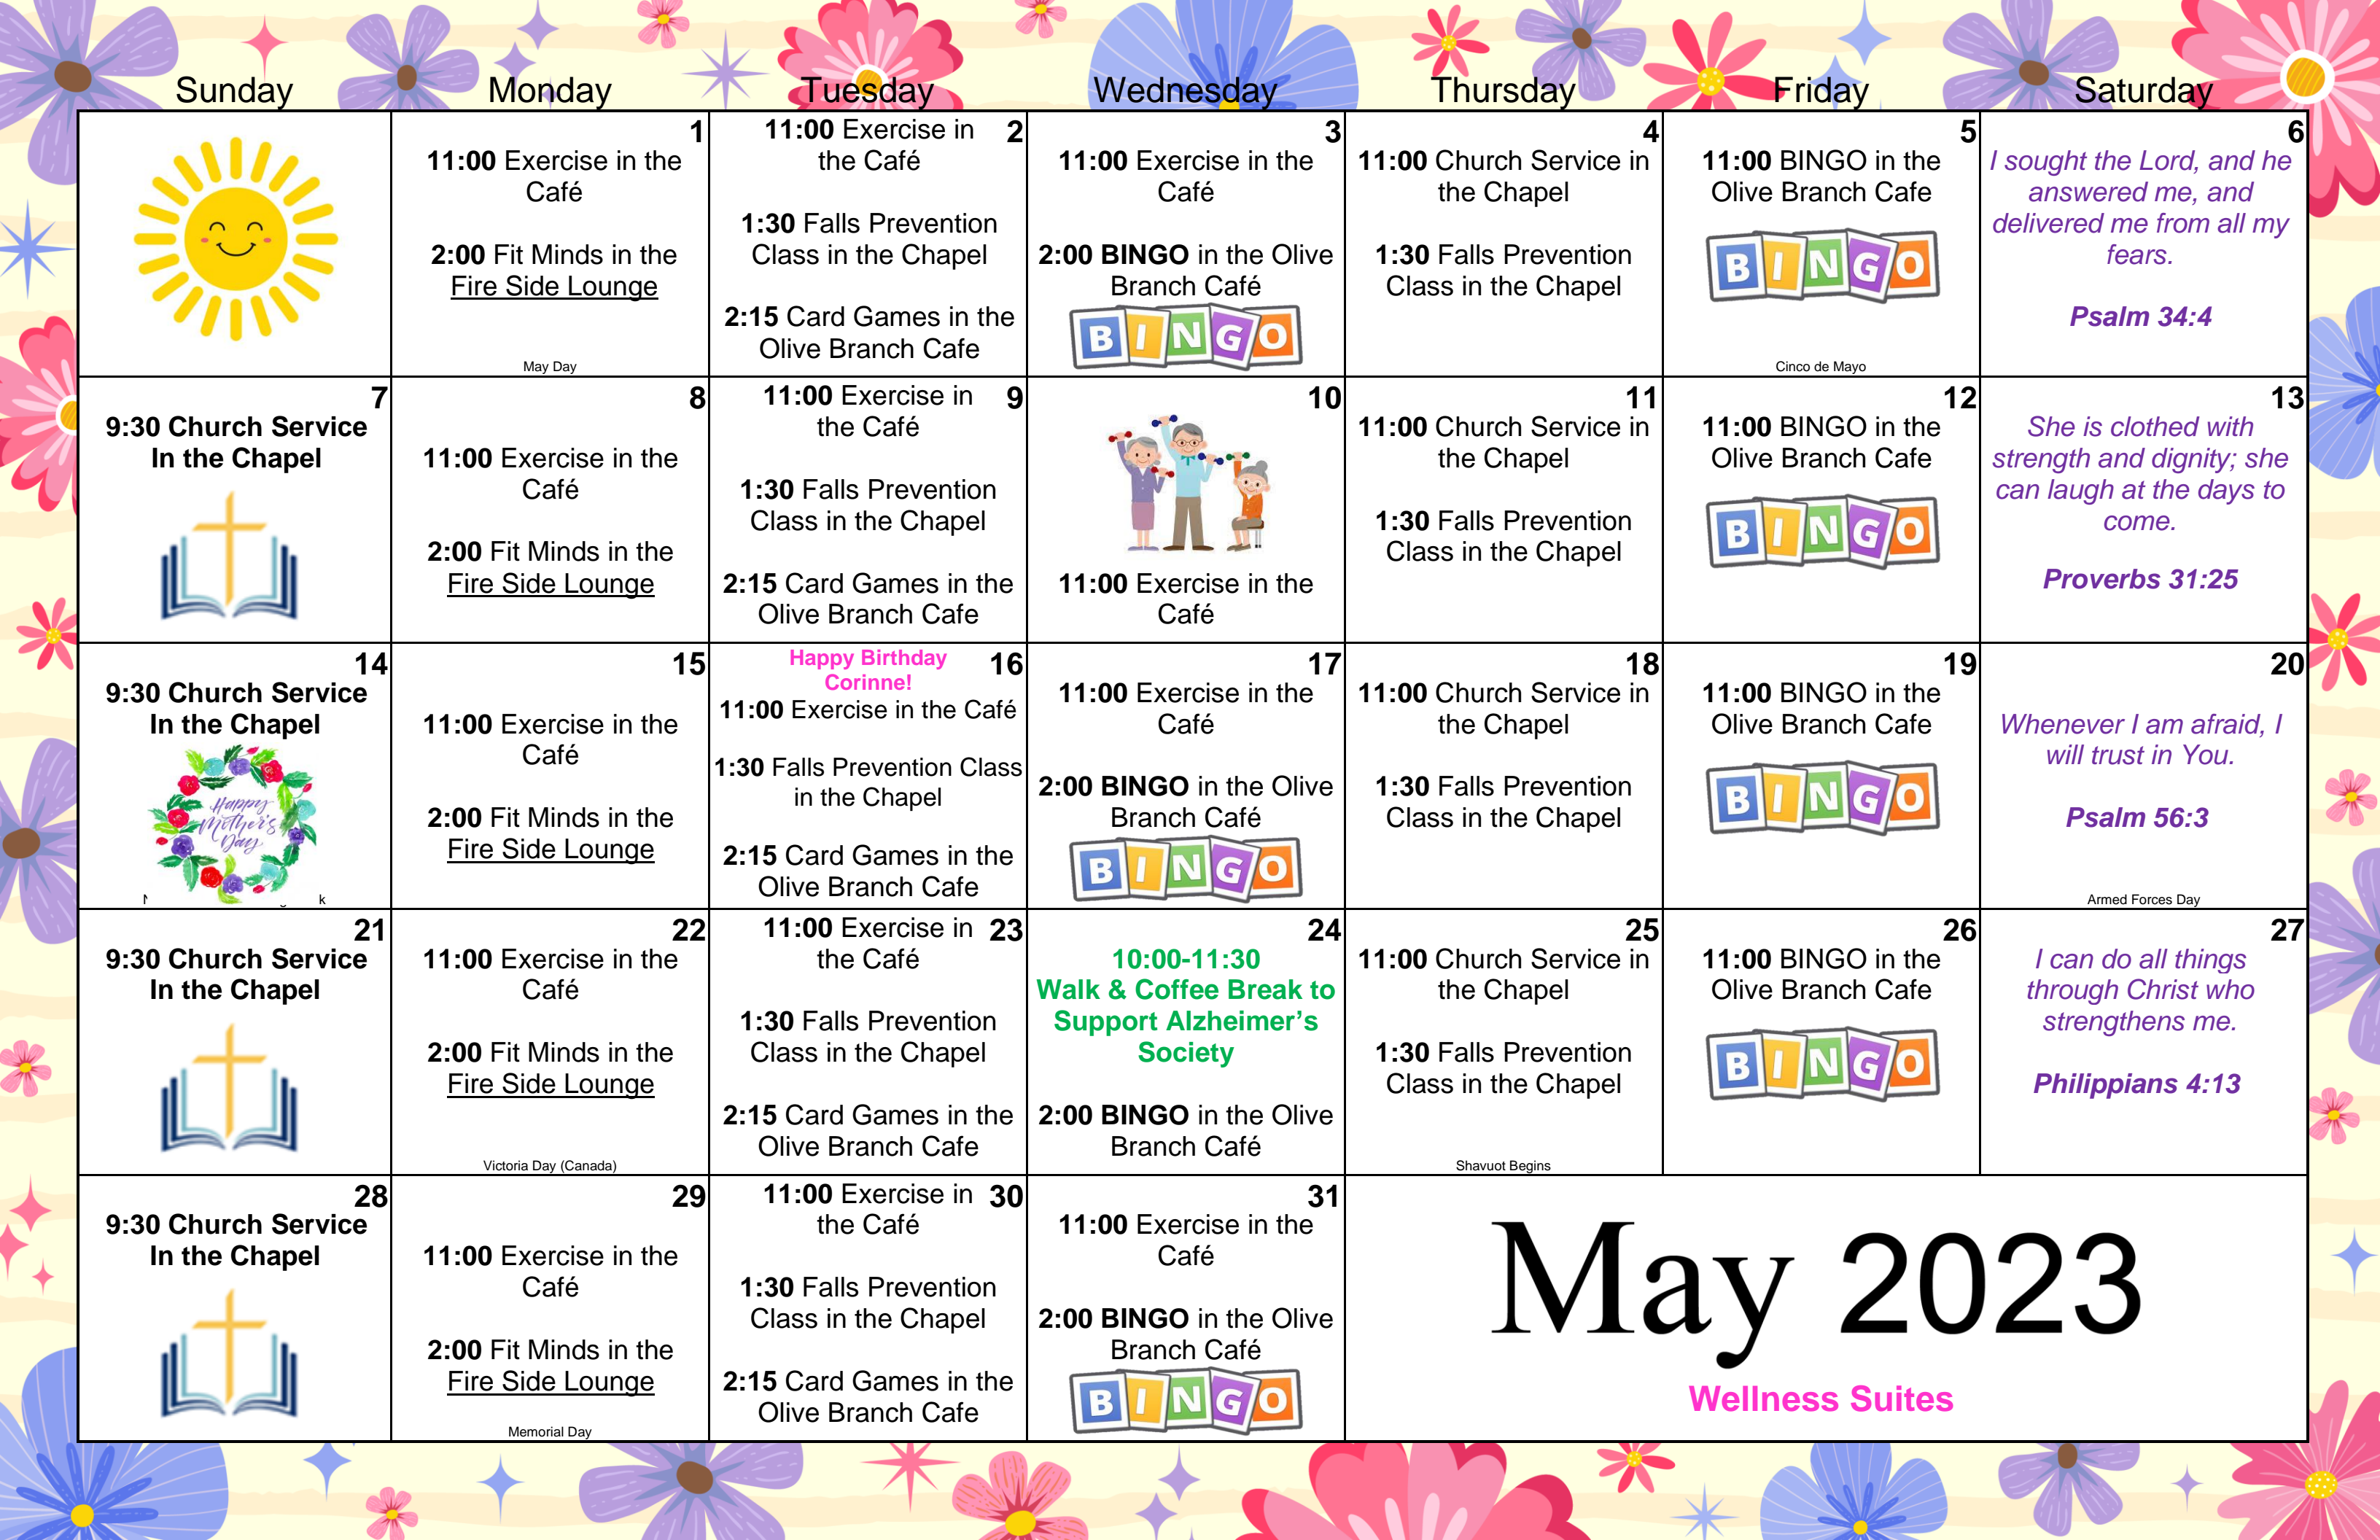 Sunday Monday Tuesday Wednesday Thursday Friday Saturday
1
11:00 Exercise in the
Café
2:00 Fit Minds in the
Fire Side Lounge
May Day
11:00 Exercise in 2
the Café
1:30 Falls Prevention
Class in the Chapel
2:15 Card Games in the
Olive Branch Cafe
3
11:00 Exercise in the
Café
2:00 BINGO in the Olive
Branch Café
BINGO
4
11:00 Church Service in
the Chapel
1:30 Falls Prevention
Class in the Chapel
5
11:00 BINGO in the
Olive Branch Cafe
BINGO
Cinco de Mayo
6
I sought the Lord, and he
answered me, and
delivered me from all my
fears.
Psalm 34:4
7
9:30 Church Service
In the Chapel
8
11:00 Exercise in the
Café
2:00 Fit Minds in the
Fire Side Lounge
11:00 Exercise in 9
the Café
1:30 Falls Prevention
Class in the Chapel
2:15 Card Games in the
Olive Branch Cafe
10
11:00 Exercise in the
Café
11
11:00 Church Service in
the Chapel
1:30 Falls Prevention
Class in the Chapel
12
11:00 BINGO in the
Olive Branch Cafe
BINGO
13
She is clothed with
strength and dignity; she
can laugh at the days to
come.
Proverbs 31:25
14
9:30 Church Service
In the Chapel
Happy
Mother's
Day
15
11:00 Exercise in the
Café
2:00 Fit Minds in the
Fire Side Lounge
Happy Birthday 16
Corinne!
11:00 Exercise in the Café
1:30 Falls Prevention Class
in the Chapel
2:15 Card Games in the
Olive Branch Cafe
17
11:00 Exercise in the
Café
2:00 BINGO in the Olive
Branch Café
BINGO
18
11:00 Church Service in
the Chapel
1:30 Falls Prevention
Class in the Chapel
19
11:00 BINGO in the
Olive Branch Cafe
BINGO
20
Whenever I am afraid, I
will trust in You.
Psalm 56:3
Armed Forces Day
21
9:30 Church Service
In the Chapel
22
11:00 Exercise in the
Café
2:00 Fit Minds in the
Fire Side Lounge
Victoria Day (Canada)
11:00 Exercise in 23
the Café
1:30 Falls Prevention
Class in the Chapel
2:15 Card Games in the
Olive Branch Cafe
24
10:00-11:30
Walk & Coffee Break to
Support Alzheimer’s
Society
2:00 BINGO in the Olive
Branch Café
25
11:00 Church Service in
the Chapel
1:30 Falls Prevention
Class in the Chapel
Shavuot Begins
26
11:00 BINGO in the
Olive Branch Cafe
BINGO
27
I can do all things
through Christ who
strengthens me.
Philippians 4:13
28
9:30 Church Service
In the Chapel
29
11:00 Exercise in the
Café
2:00 Fit Minds in the
Fire Side Lounge
Memorial Day
11:00 Exercise in 30
the Café
1:30 Falls Prevention
Class in the Chapel
2:15 Card Games in the
Olive Branch Cafe
31
11:00 Exercise in the
Café
2:00 BINGO in the Olive
Branch Café
BINGO
May 2023
Wellness Suites